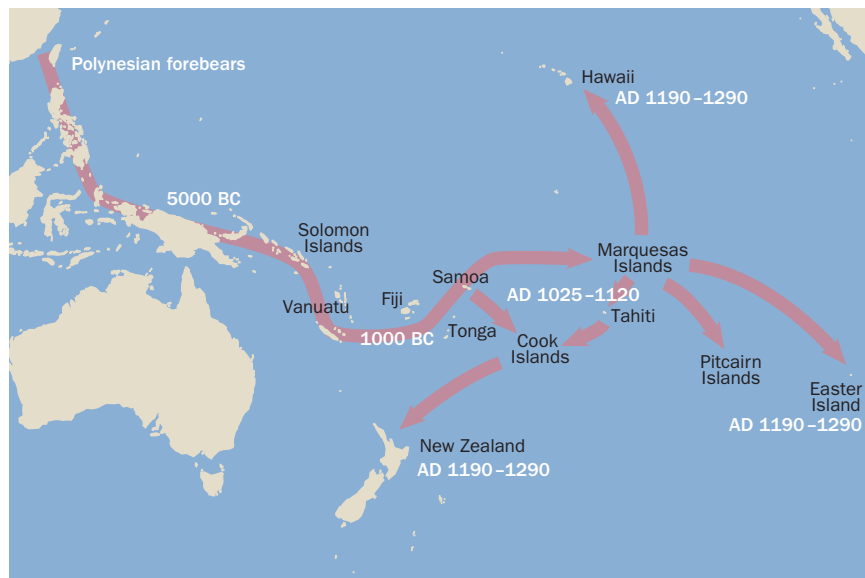 Polynesian forebears
Hawaii
AD 1190–1290
5000 BC
Solomon
Islands
Marquesas
Islands
Samoa
AD 1025–1120
Vanuatu
Fiji
Tahiti
1000 BC
Tonga
Cook
Islands
Pitcairn
Islands
Easter
Island
AD 1190–1290
New Zealand
AD 1190–1290